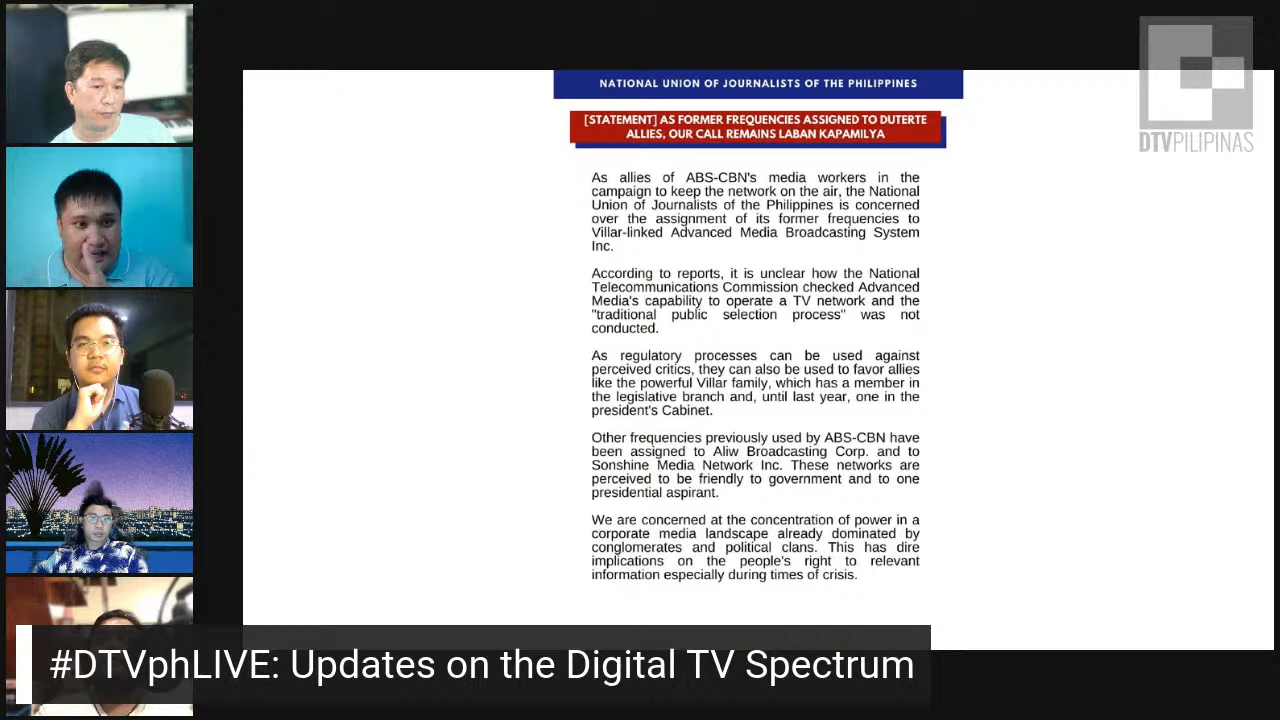 DTVPILIPINAS
NATIONAL UNION OF JOURNALISTS OF THE PHILIPPINES
[STATEMENT] AS FORMER FREQUENCIES ASSIGNED TO DUTERTE
ALLIES, OUR CALL REMAINS LABAN KAPAMILYA
As allies of ABS-CBN's media workers in the
campaign to keep the network on the air, the National
Union of Journalists of the Philippines is concerned
over the assignment of its former frequencies to
Villar-linked Advanced Media Broadcasting System
Inc.
According to reports, it is unclear how the National
Telecommunications Commission checked Advanced
Media's capability to operate a TV network and the
"traditional public selection process" was not
conducted.
As regulatory processes can be used against
perceived critics, they can also be used to favor allies
like the powerful Villar family, which has a member in
the legislative branch and, until last year, one in the
president's Cabinet.
Other frequencies previously used by ABS-CBN have
been assigned to Aliw Broadcasting Corp. and to
Sonshine Media Network Inc. These networks are
perceived to be friendly to government and to one
presidential aspirant.
We are concerned at the concentration of power in a
corporate media landscape already dominated by
conglomerates and political clans. This has dire
implications on the people's right to relevant
information especially during times of crisis.
#DTVphLIVE: Updates on the Digital TV Spectrum